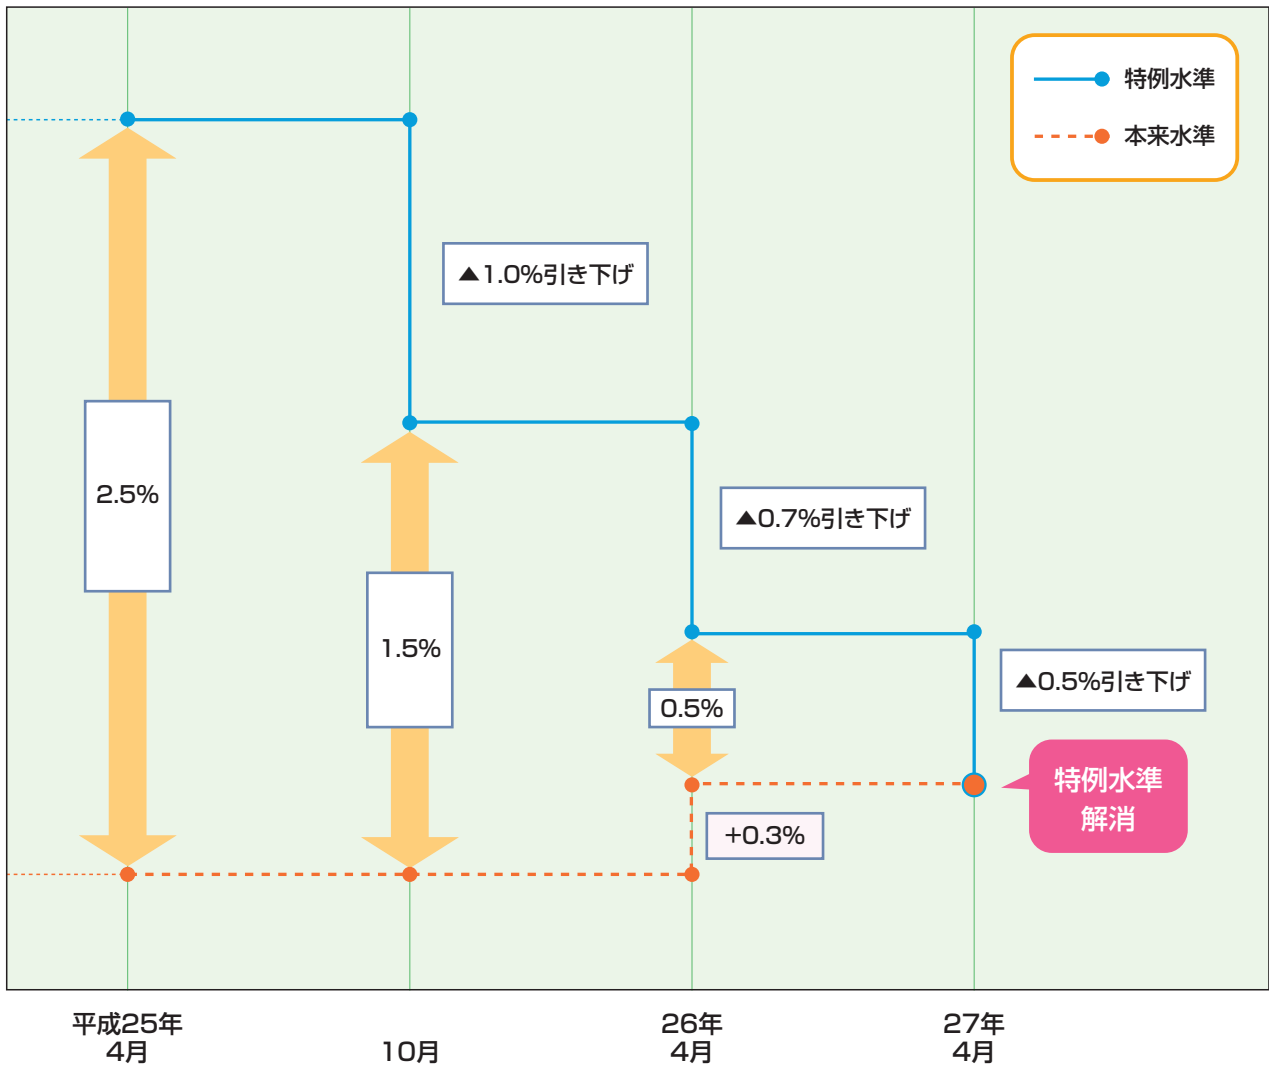 特例水準
本来水準
▲1.0%引き下げ
2.5%
▲0.7%引き下げ
1.5%
▲0.5%引き下げ
0.5%
特例水準
解消
+0.3%
平成25年
4月
10月
26年
4月
27年
4月